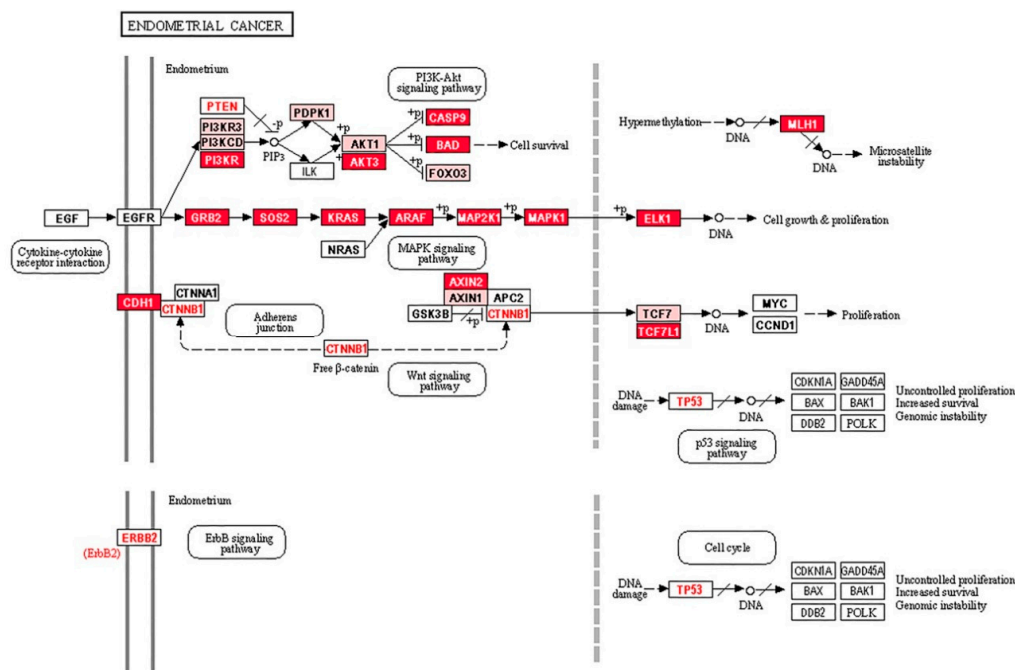 ENDOMETRIAL CANCER
Endometrium
PI3K-Akt
signaling pathway
PTEN
-p
PDPK1
+p
+p
CASP9
PI3KR3
PI3KCD
PI3KR
PIP3
AKT1
AKT3
+
+p
BAD
Cell survival
ILK
+p
FOXO3
Hypermethylation
DNA
MLH1
DNA
Microsatellite
instability
EGF
EGFR
GRB2
SOS2
KRAS
ARAF
+p
MAP2K1
+p
MAPK1
+p
ELK1
DNA
Cell growth & proliferation
NRAS
MAPK signaling
pathway
Cytokine-cytokine
receptor interaction
CDH1
CTNNA1
CTNNB1
Adherens
junction
AXIN2
AXIN1
APC2
GSK3B
+p
CTNNB1
TCF7
TCF7L1
DNA
MYC
CCND1
Proliferation
CTNNB1
Free β-catenin
Wnt signaling
pathway
DNA
damage
TP53
DNA
CDKN1A
GADD45A
BAX
BAK1
DDB2
POLK
Uncontrolled proliferation
Increased survival
Genomic instability
p53 signaling
pathway
Endometrium
ERBB2
(ErbB2)
ErbB signaling
pathway
Cell cycle
DNA
damage
TP53
DNA
CDKN1A
GADD45A
BAX
BAK1
DDB2
POLK
Uncontrolled proliferation
Increased survival
Genomic instability